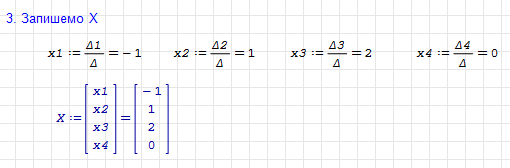 3. Запишемо X
x1 := Δ1/Δ = -1 x2 := Δ2/Δ = 1 x3 := Δ3/Δ = 2 x4 := Δ4/Δ = 0
X := [x1 x2 x3 x4] = [-1 1 2 0]